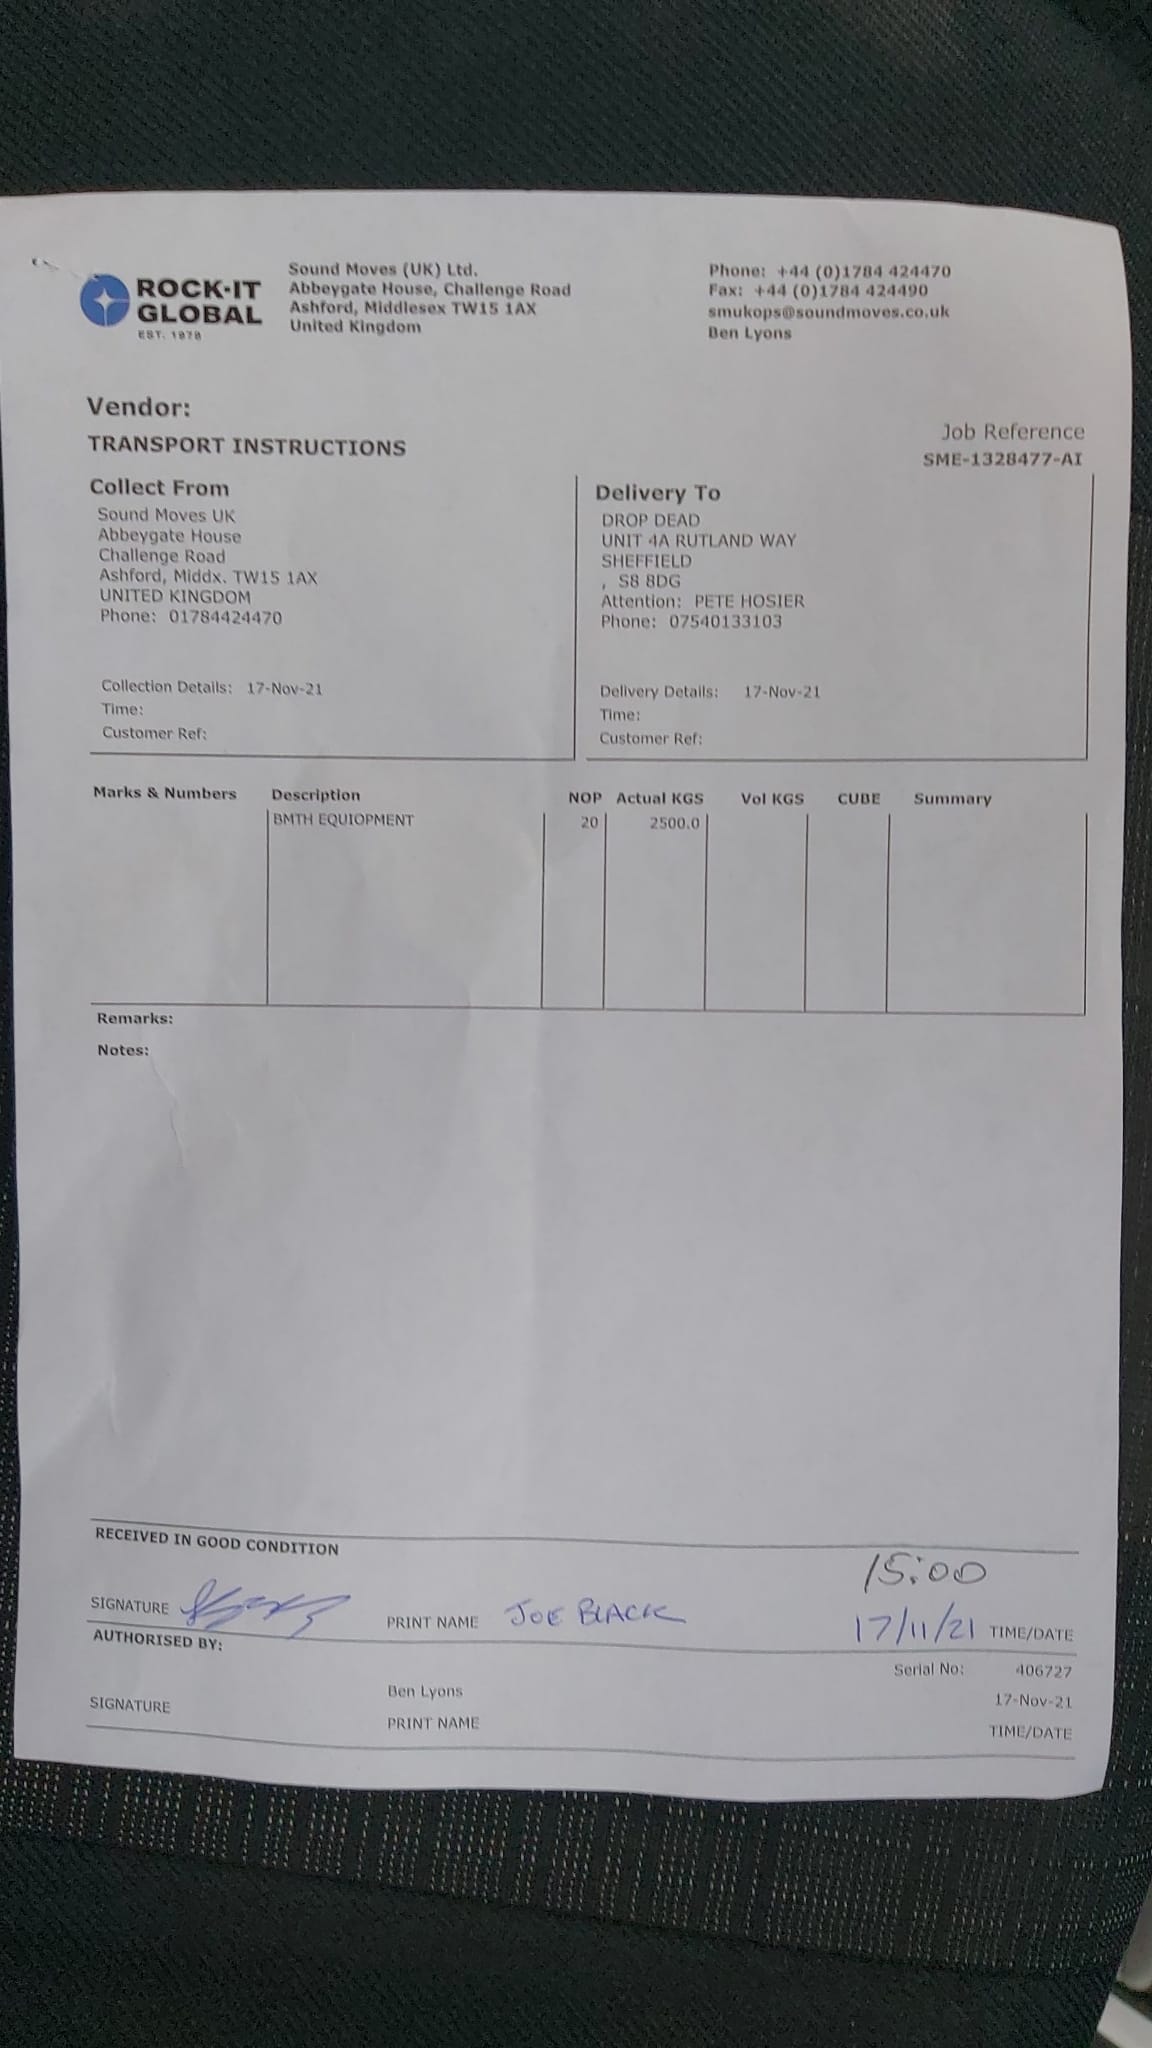 ROCK-IT
GLOBAL
EST. 1978
Sound Moves (UK) Ltd.
Abbeygate House, Challenge Road
Ashford, Middlesex TW15 1AX
United Kingdom
Phone: +44 (0)1784 424470
Fax: +44 (0)1784 424490
smukops@soundmoves.co.uk
Ben Lyons
Vendor:
TRANSPORT INSTRUCTIONS
Job Reference
SME-1328477-AI
Collect From
Sound Moves UK
Abbeygate House
Challenge Road
Ashford, Middx. TW15 1AX
UNITED KINGDOM
Phone: 01784424470
Collection Details: 17-Nov-21
Time:
Customer Ref:
Delivery To
DROP DEAD
UNIT 4A RUTLAND WAY
SHEFFIELD
, S8 8DG
Attention: PETE HOSIER
Phone: 07540133103
Delivery Details: 17-Nov-21
Time:
Customer Ref:
Marks & Numbers Description NOP Actual KGS Vol KGS CUBE Summary
BMTH EQUIOPMENT 20 2500.0
Remarks:
Notes:
RECEIVED IN GOOD CONDITION
15:00
SIGNATURE PRINT NAME JOE BLACK 17/11/21 TIME/DATE
AUTHORISED BY:
Serial No: 406727
Ben Lyons 17-Nov-21
SIGNATURE PRINT NAME TIME/DATE